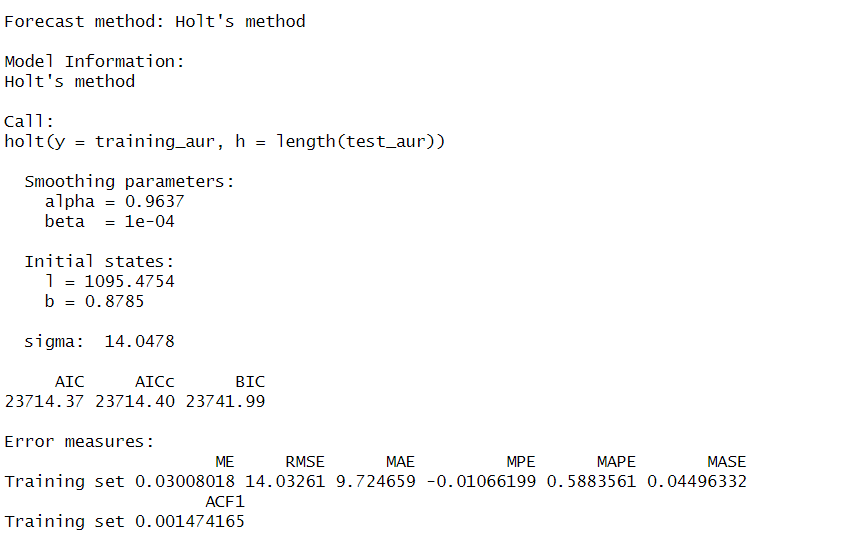 Forecast method: Holt's method
Model Information:
Holt's method
Call:
holt(y = training_aur, h = length(test_aur))
Smoothing parameters:
alpha = 0.9637
beta  = 1e-04
Initial states:
l = 1095.4754
b = 0.8785
sigma:  14.0478
AIC     AICc      BIC
23714.37 23714.40 23741.99
Error measures:
ME     RMSE      MAE         MPE      MAPE       MASE
Training set 0.03008018 14.03261 9.724659 -0.01066199 0.5883561 0.04496332
ACF1
Training set 0.001474165